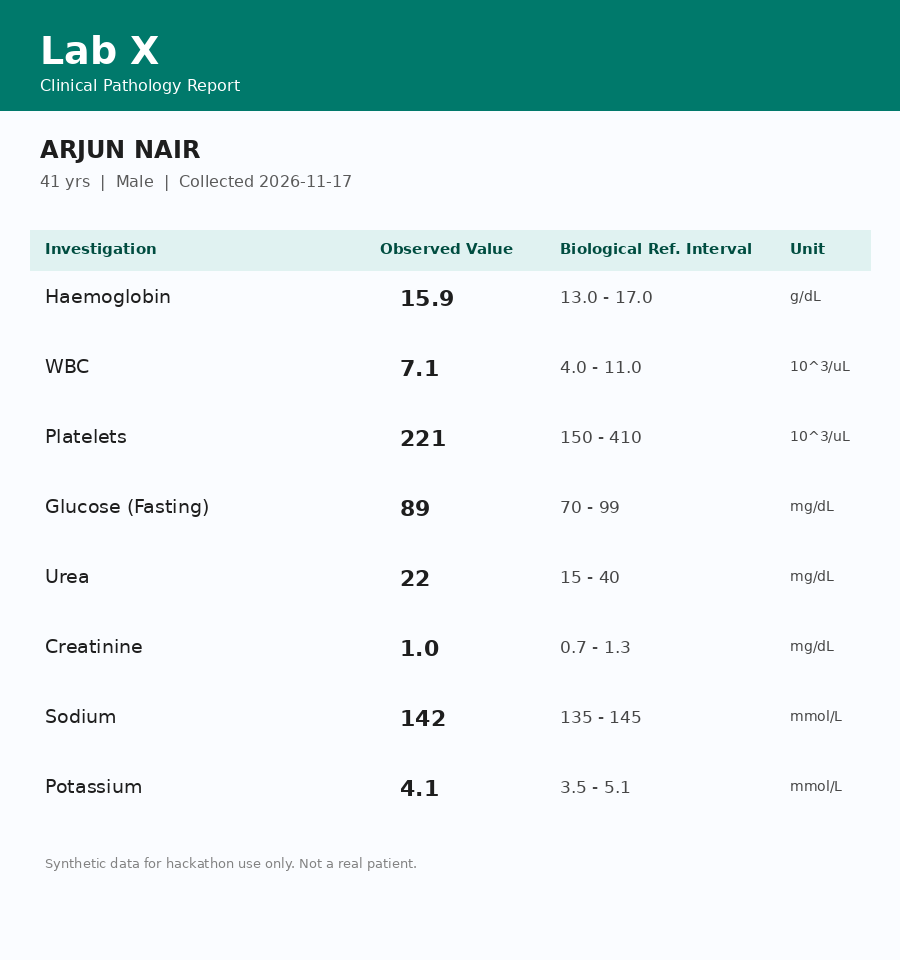 Lab X
Clinical Pathology Report
ARJUN NAIR
41 yrs | Male | Collected 2026-11-17
Investigation Observed Value Biological Ref. Interval Unit
Haemoglobin 15.9 13.0 - 17.0 g/dL
WBC 7.1 4.0 - 11.0 10^3/uL
Platelets 221 150 - 410 10^3/uL
Glucose (Fasting) 89 70 - 99 mg/dL
Urea 22 15 - 40 mg/dL
Creatinine 1.0 0.7 - 1.3 mg/dL
Sodium 142 135 - 145 mmol/L
Potassium 4.1 3.5 - 5.1 mmol/L
Synthetic data for hackathon use only. Not a real patient.